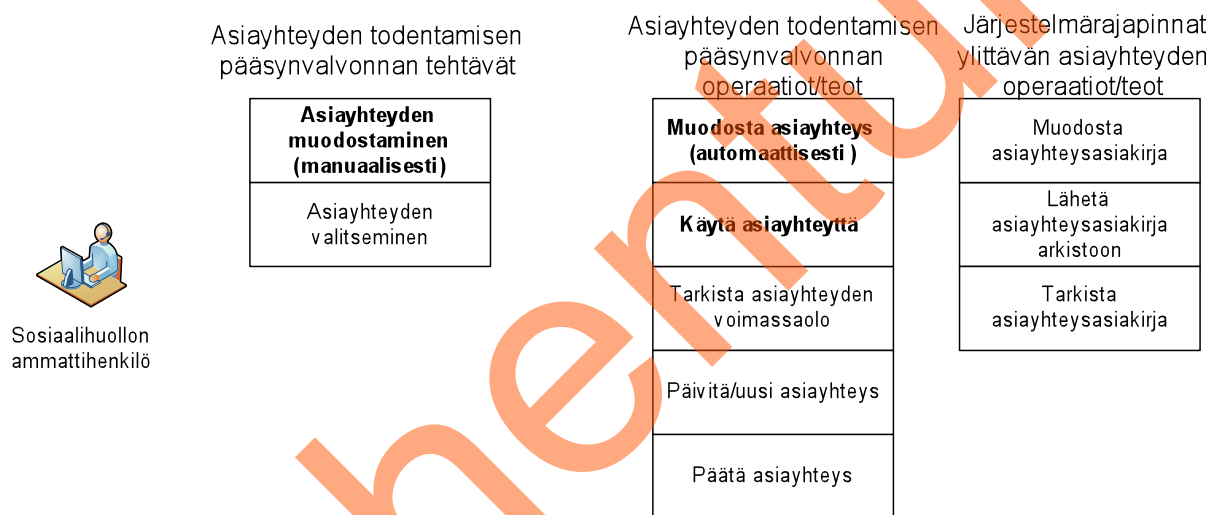 Asiayhteyden todentamisen
pääsynvalvonnan tehtävät
Asiayhteyden
muodostaminen
(manuaalisesti)
Asiayhteyden
valitseminen
Sosiaalihuollon
ammattihenkilö
Asiayhteyden todentamisen
pääsynvalvonnan
operaatiot/teot
Muodosta asiayhteys
(automaattisesti )
Käytä asiayhteyttä
Tarkista asiayhteyden
voimassaolo
Päivitä/uusi asiayhteys
Päätä asiayhteys
Järjestelmärajapinnat
ylittävän asiayhteyden
operaatiot/teot
Muodosta
asiayhteysasiakirja
Lähetä
asiayhteysasiakirja
arkistoon
Tarkista
asiayhteysasiakirja